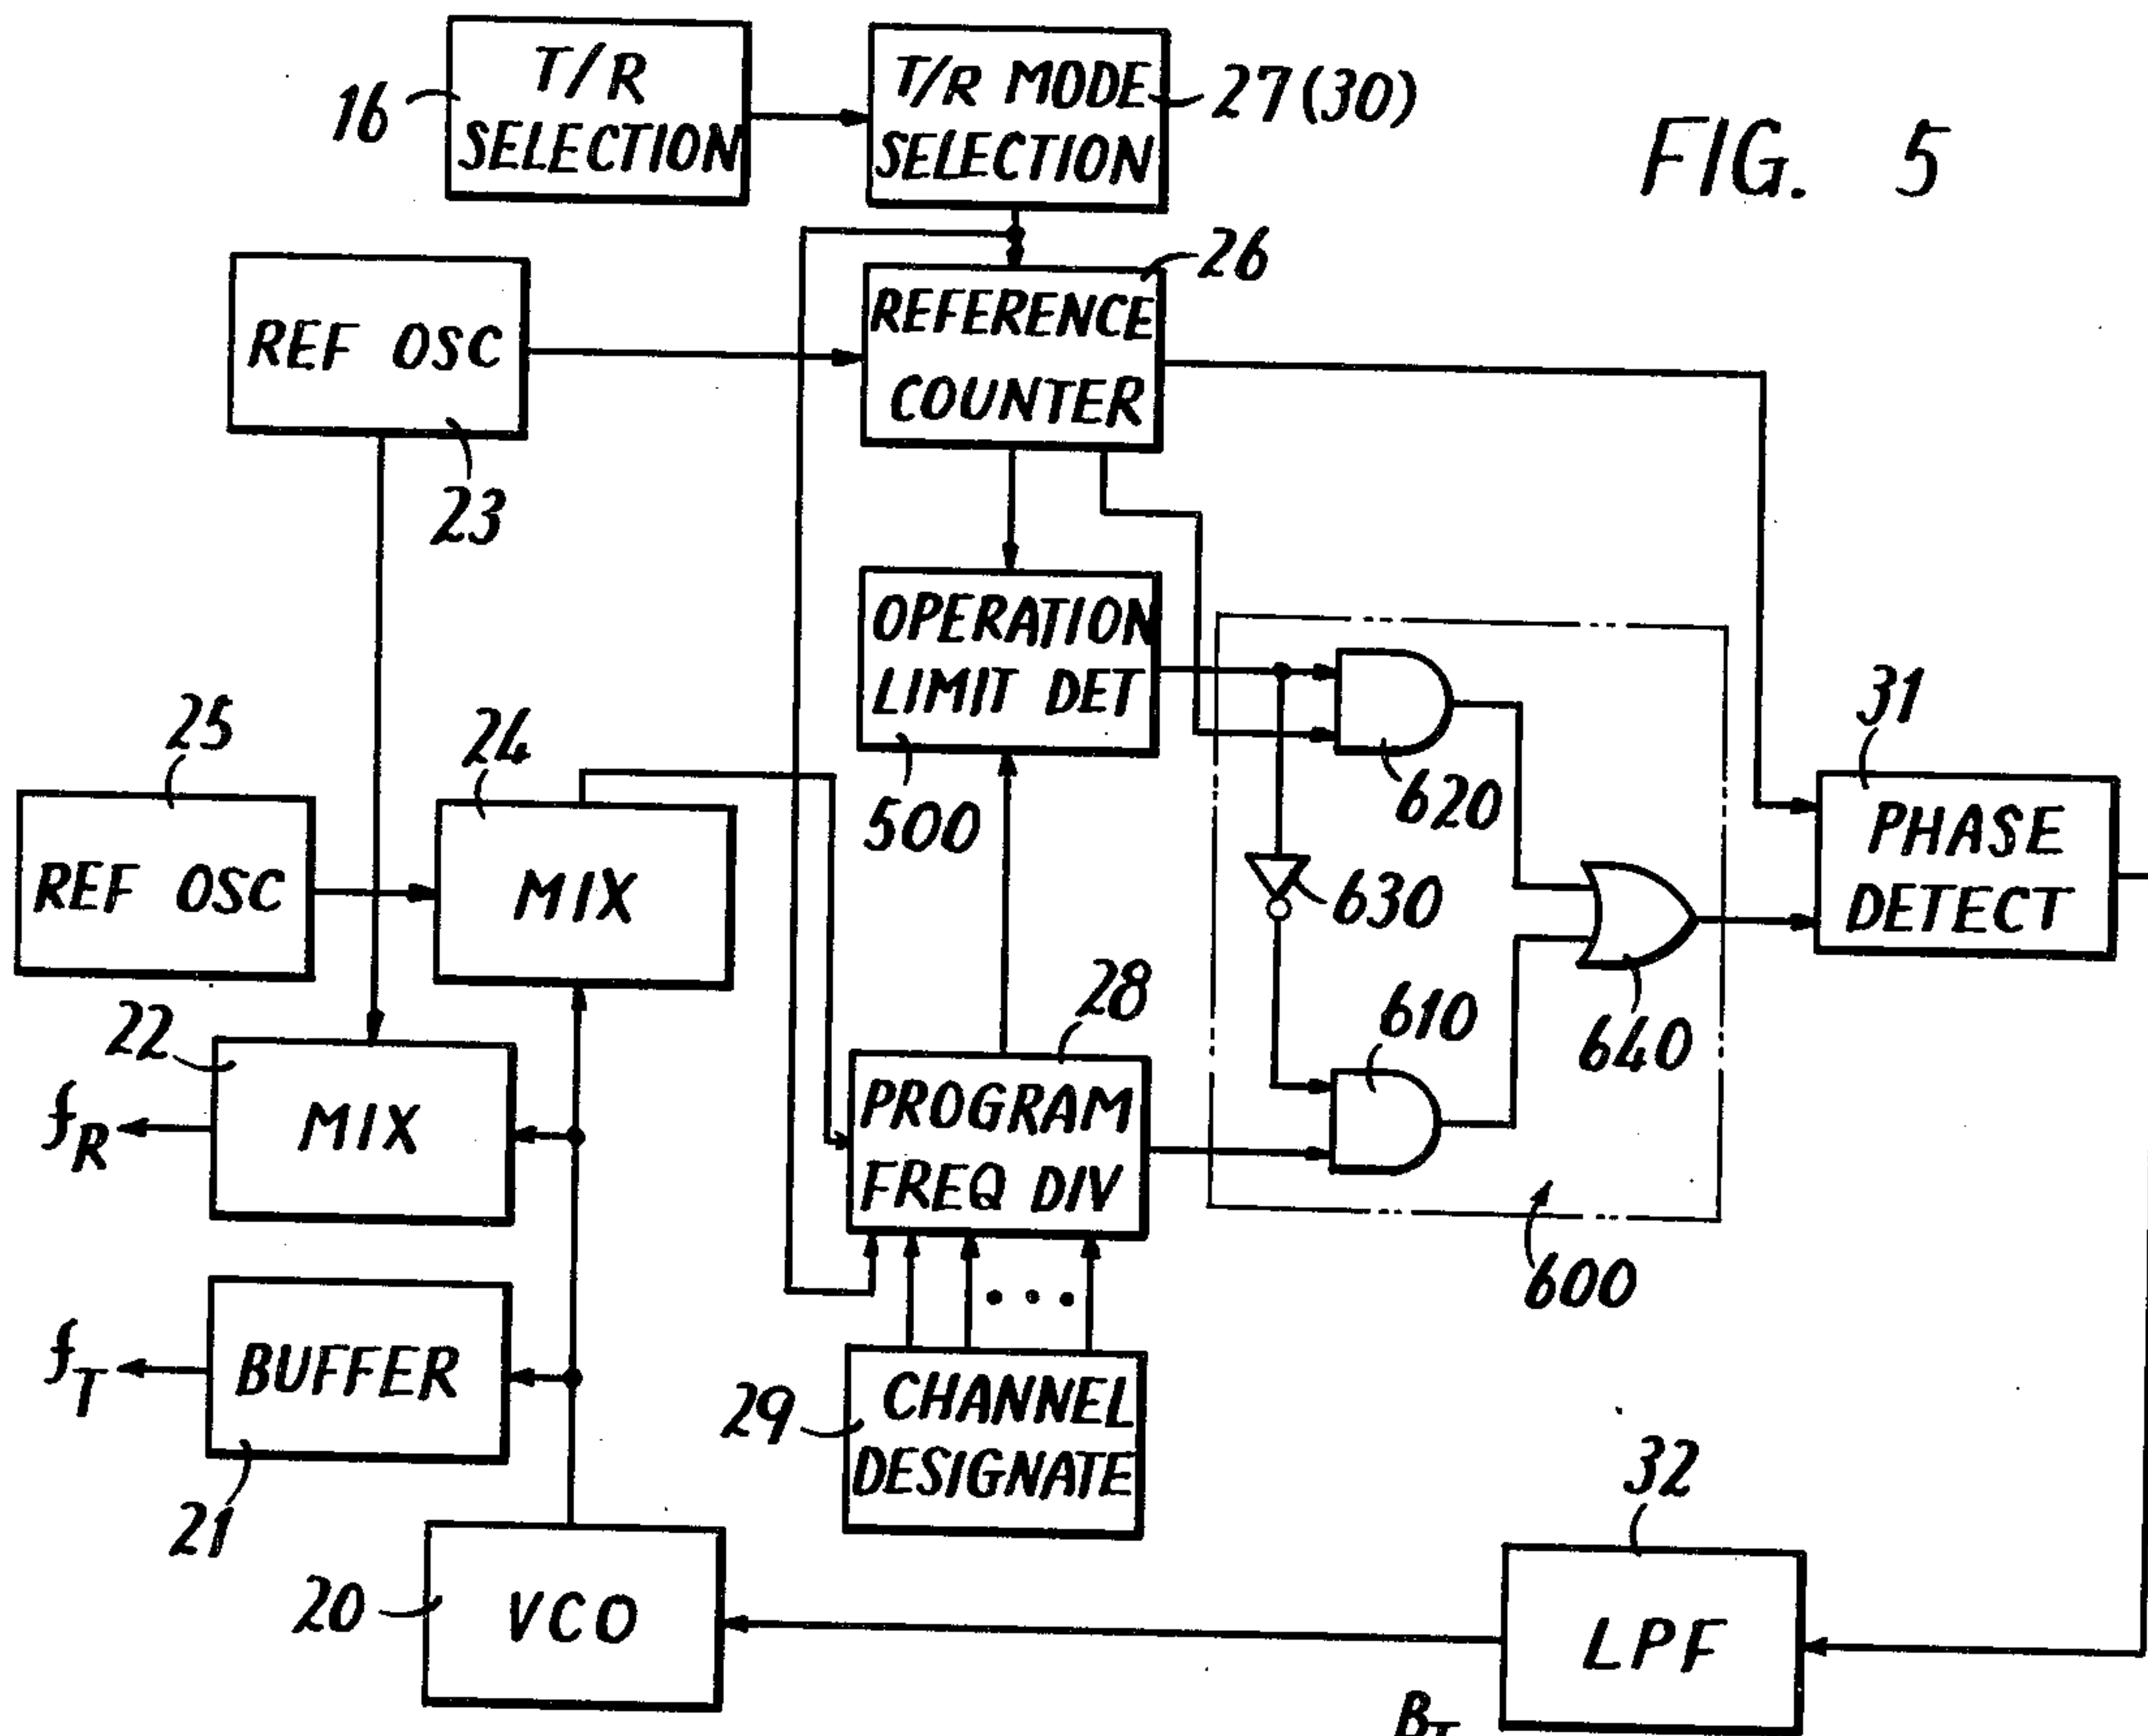 T/R
SELECTION
16
T/R MODE
SELECTION
27(30)
FIG. 5
REF OSC
23
REFERENCE
COUNTER
26
OPERATION
LIMIT DET
500
620
630
610
640
600
31
PHASE
DETECT
25
REF OSC
24
MIX
22
MIX
fR
28
PROGRAM
FREQ DIV
fT
BUFFER
21
29
CHANNEL
DESIGNATE
20
VCO
32
LPF